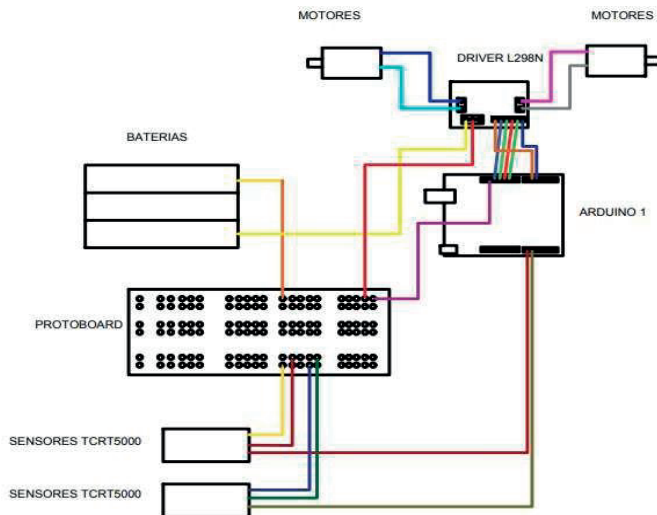 MOTORES
MOTORES
DRIVER L298N
BATERIAS
ARDUINO 1
PROTOBOARD
SENSORES TCRT5000
SENSORES TCRT5000